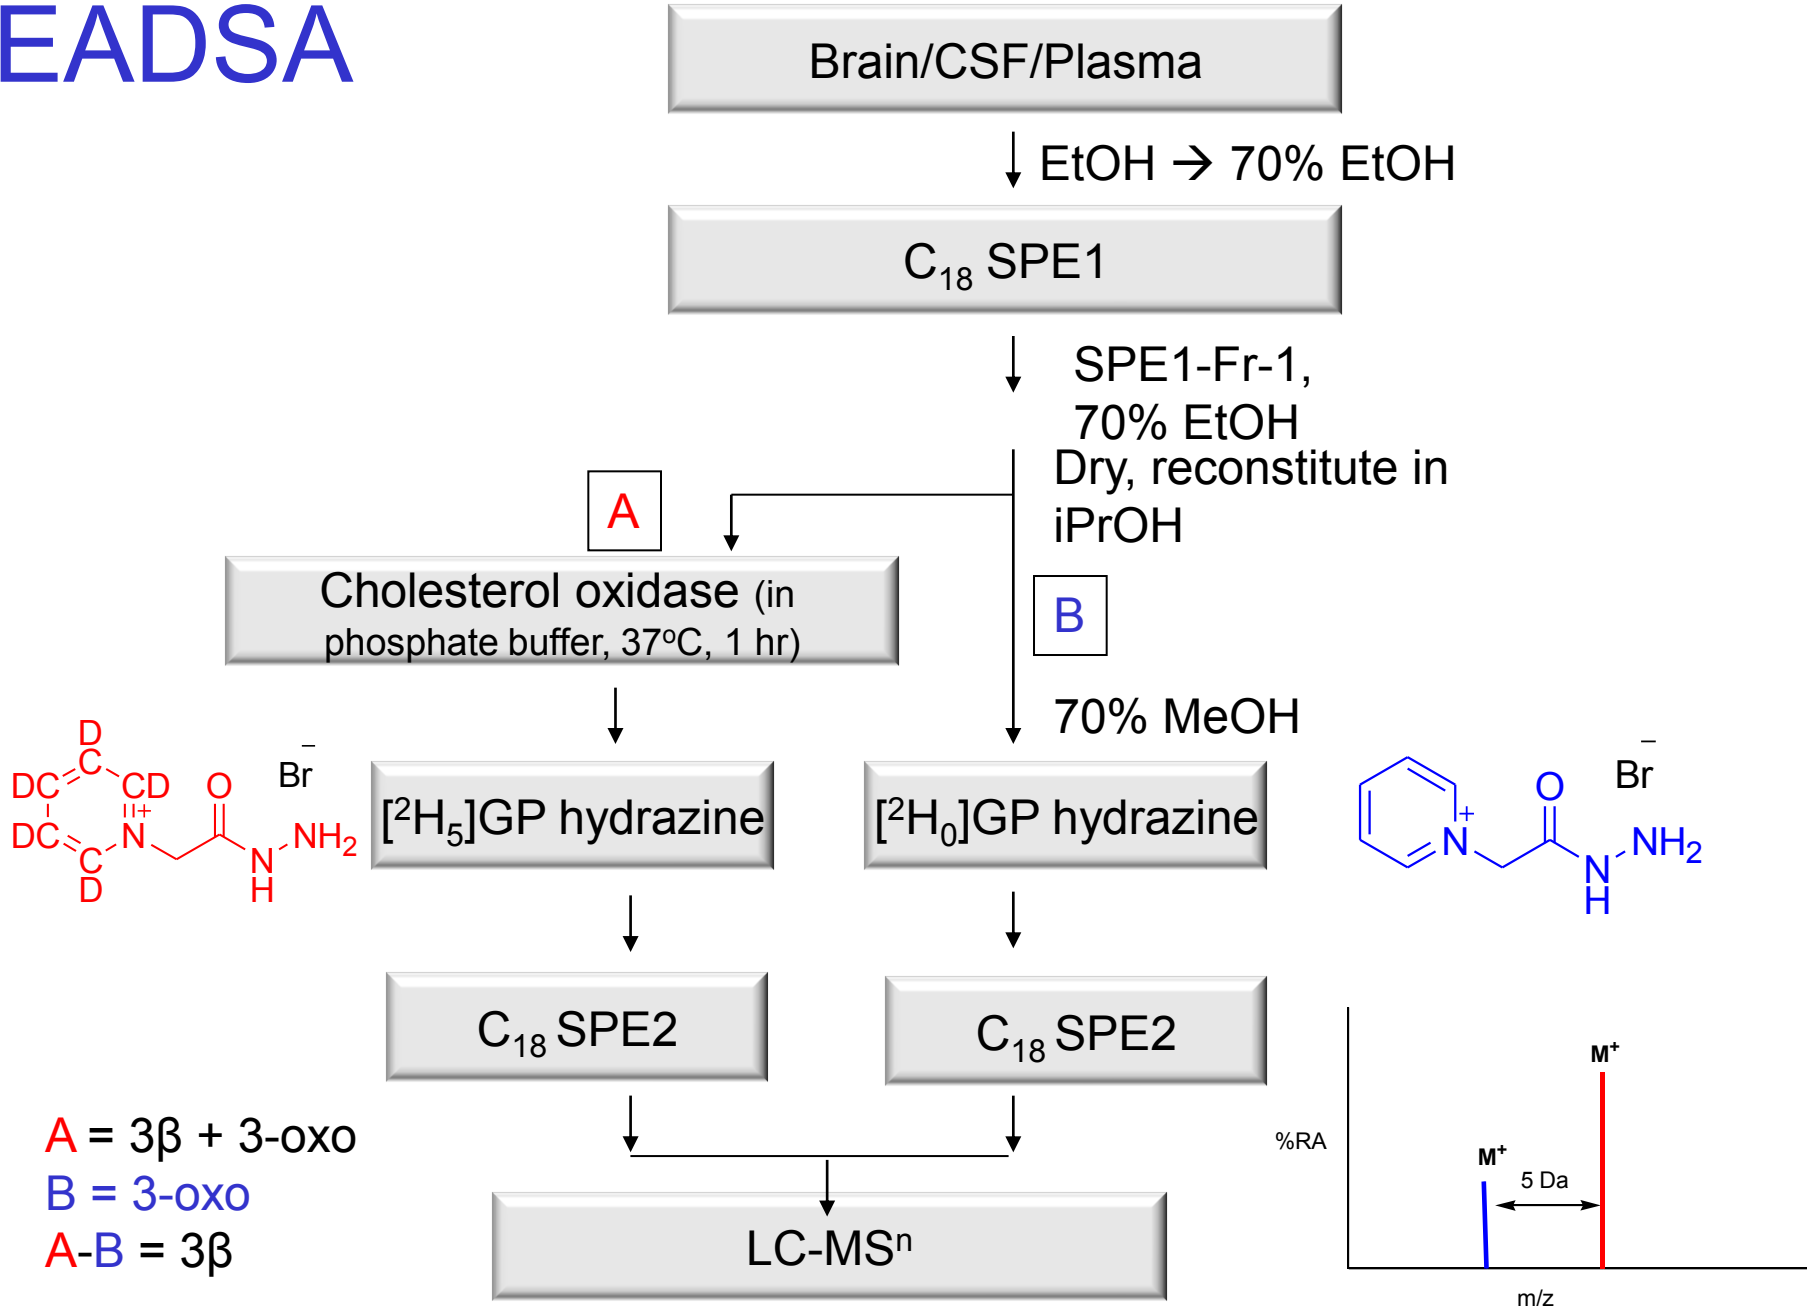 EADSA
Brain/CSF/Plasma
EtOH → 70% EtOH
C18 SPE1
SPE1-Fr-1,
70% EtOH
Dry, reconstitute in
iPrOH
A
Cholesterol oxidase (in
phosphate buffer, 37oC, 1 hr)
B
70% MeOH
[2H5]GP hydrazine
[2H0]GP hydrazine
D
C
DC
CD
DC
C
D
N
+
O
N
H
NH2
Br
–
N
+
O
N
H
NH2
Br
–
C18 SPE2
C18 SPE2
A = 3β + 3-oxo
B = 3-oxo
A-B = 3β
LC-MSn
%RA
M+
5 Da
M+
m/z